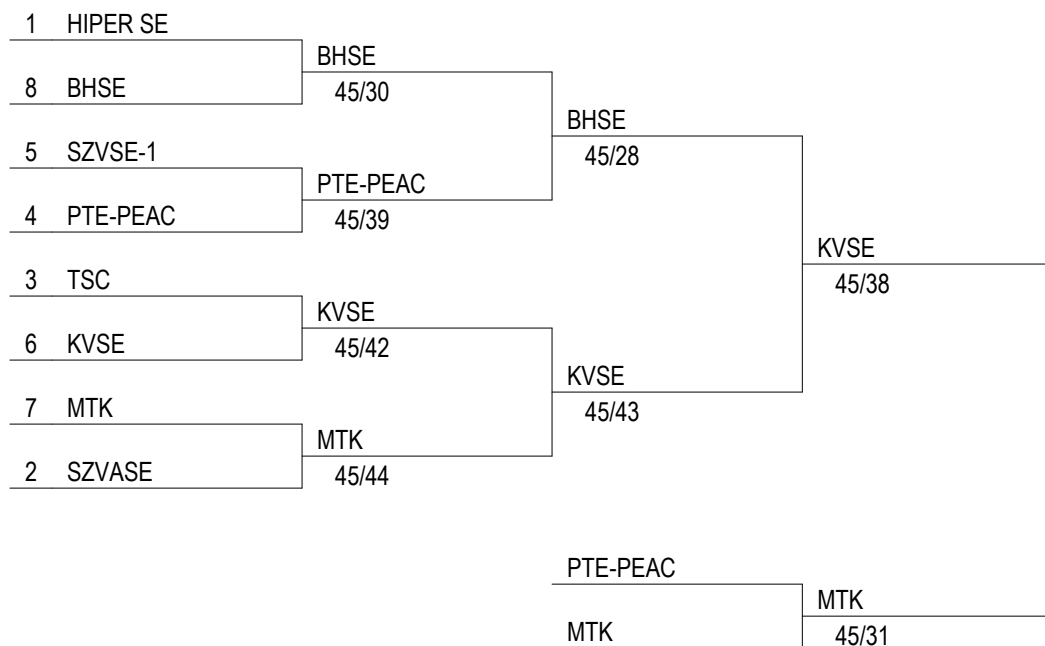 1 HIPER SE
BHSE
8 BHSE
45/30
BHSE
5 SZVSE-1
45/28
PTE-PEAC
4 PTE-PEAC
45/39
KVSE
3 TSC
45/38
KVSE
6 KVSE
45/42
KVSE
7 MTK
45/43
MTK
2 SZVASE
45/44
PTE-PEAC
MTK
MTK
45/31